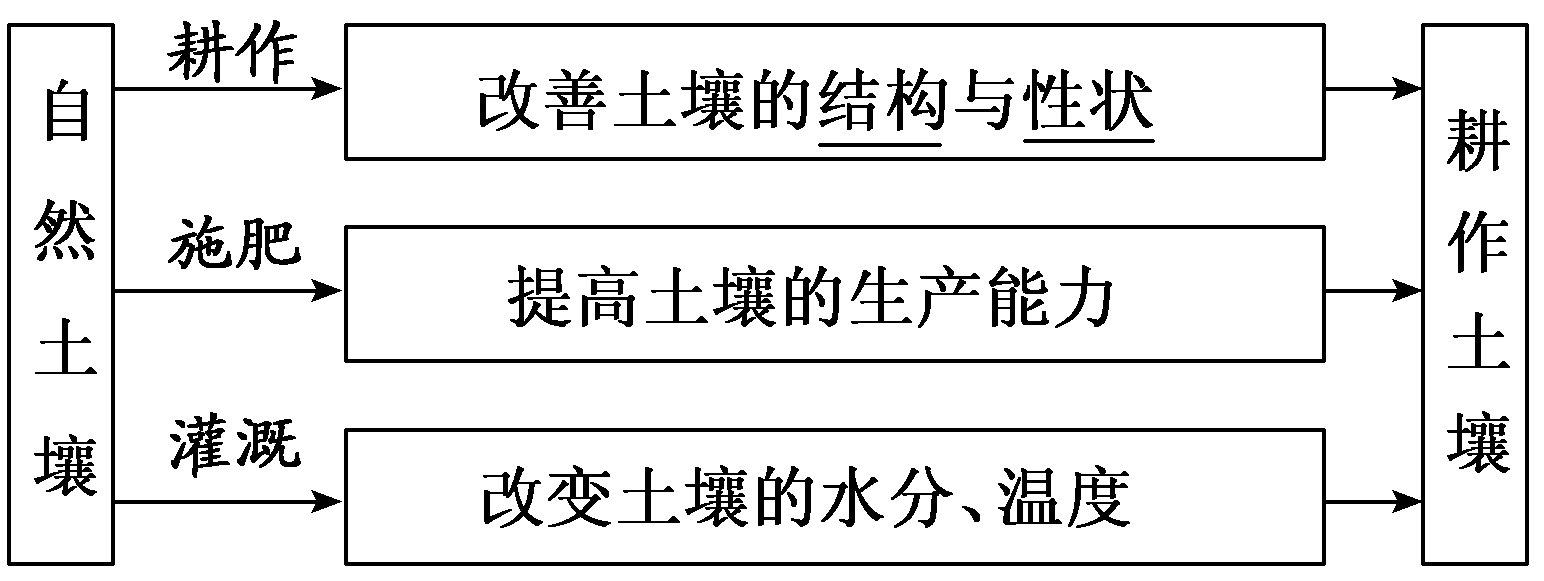 自然土壤
耕作
改善土壤的结构与性状
施肥
提高土壤的生产能力
灌溉
改变土壤的水分、温度
耕作土壤